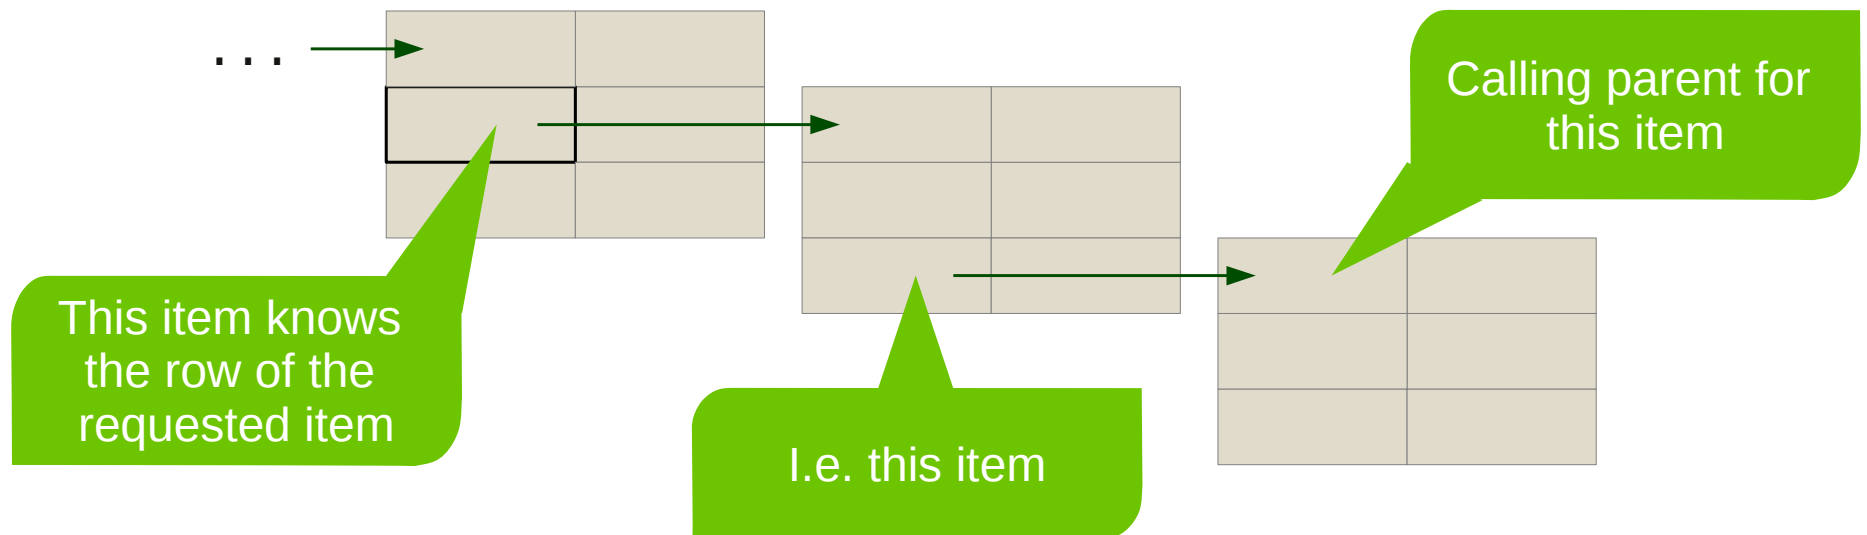 ...
Calling parent for
this item
This item knows
the row of the
requested item
I.e. this item